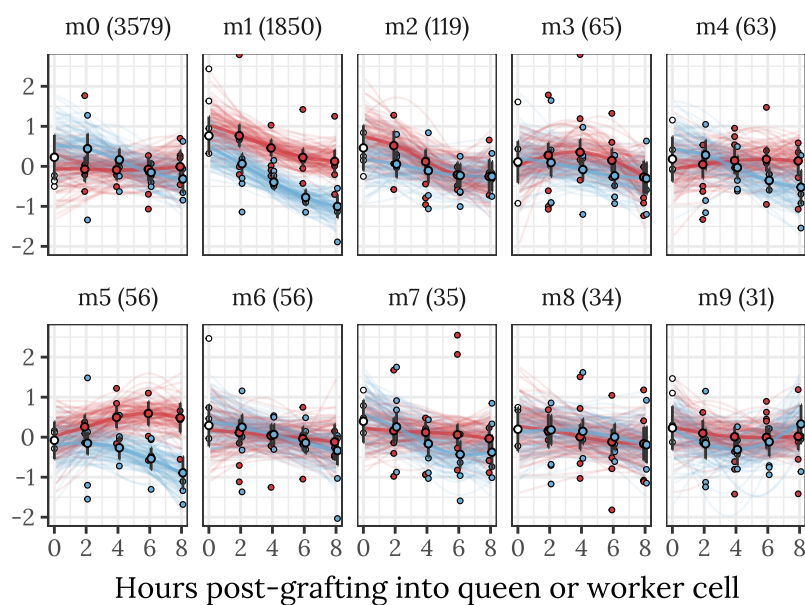 m0 (3579) m1 (1850) m2 (119) m3 (65) m4 (63)
2
1
0
-1
-2
m5 (56) m6 (56) m7 (35) m8 (34) m9 (31)
2
1
0
-1
-2
0 2 4 6 8 0 2 4 6 8 0 2 4 6 8 0 2 4 6 8 0 2 4 6 8
Hours post-grafting into queen or worker cell